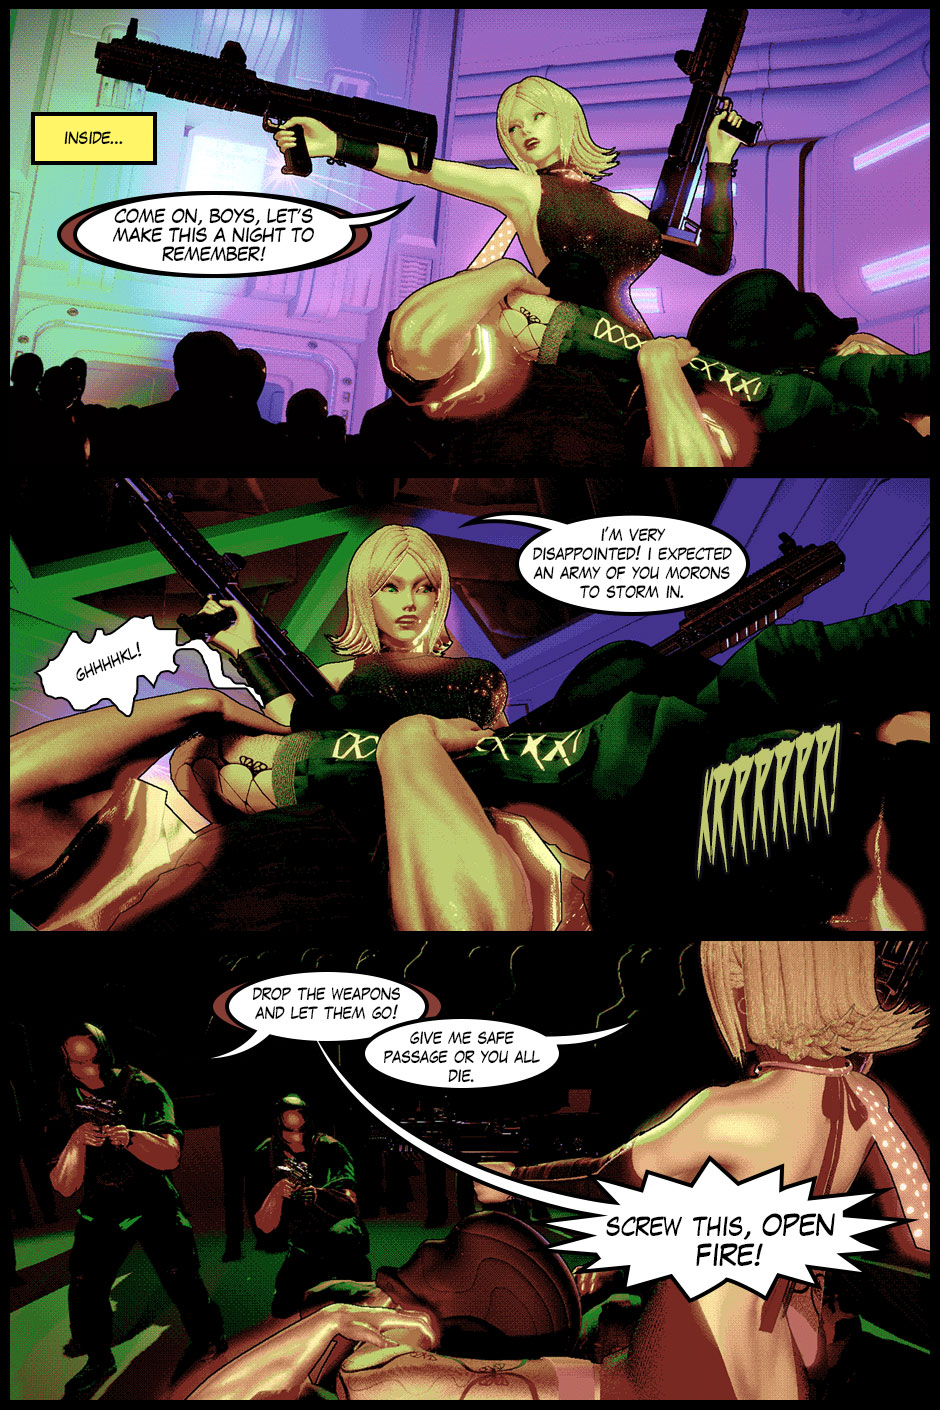 INSIDE...
COME ON, BOYS, LET'S
MAKE THIS A NIGHT TO
REMEMBER!
I'M VERY
DISAPPOINTED! I EXPECTED
AN ARMY OF YOU MORONS
TO STORM IN.
GHHHHKL!
KRRRRRRR!
DROP THE WEAPONS
AND LET THEM GO!
GIVE ME SAFE
PASSAGE OR YOU ALL
DIE.
SCREW THIS, OPEN
FIRE!